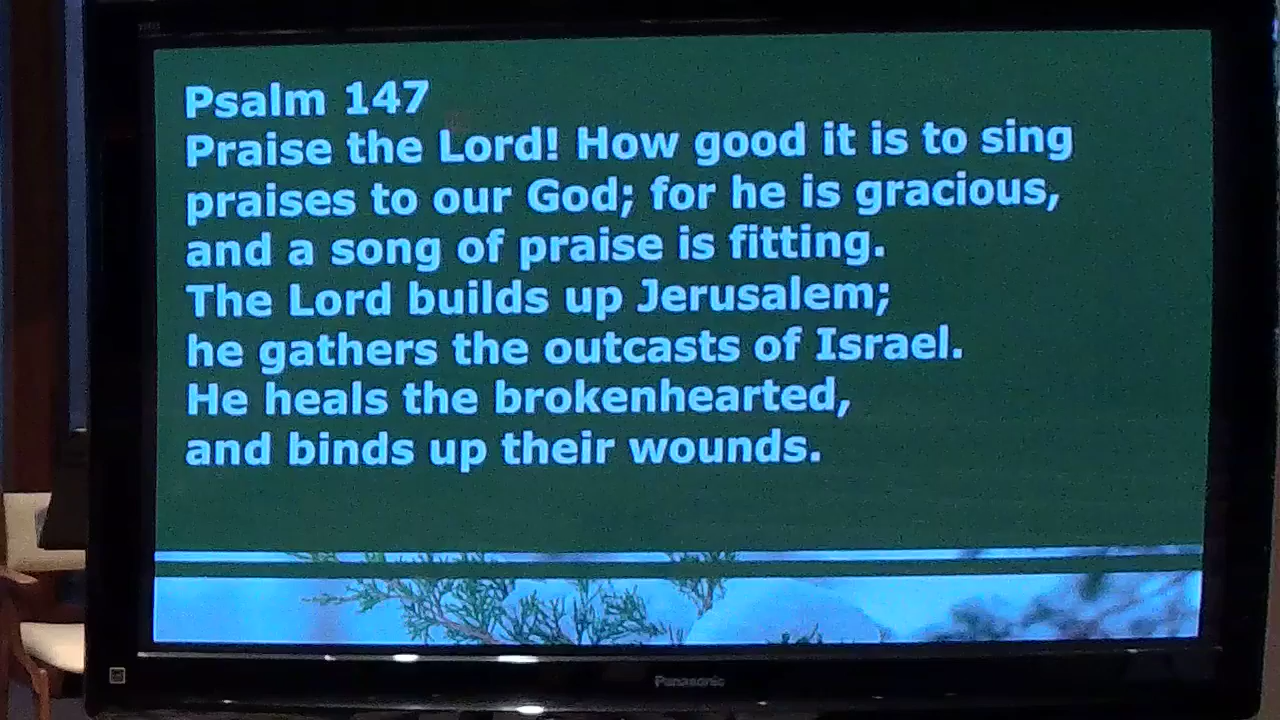 Psalm 147
Praise the Lord! How good it is to sing
praises to our God; for he is gracious,
and a song of praise is fitting.
The Lord builds up Jerusalem;
he gathers the outcasts of Israel.
He heals the brokenhearted,
and binds up their wounds.
Panasonic